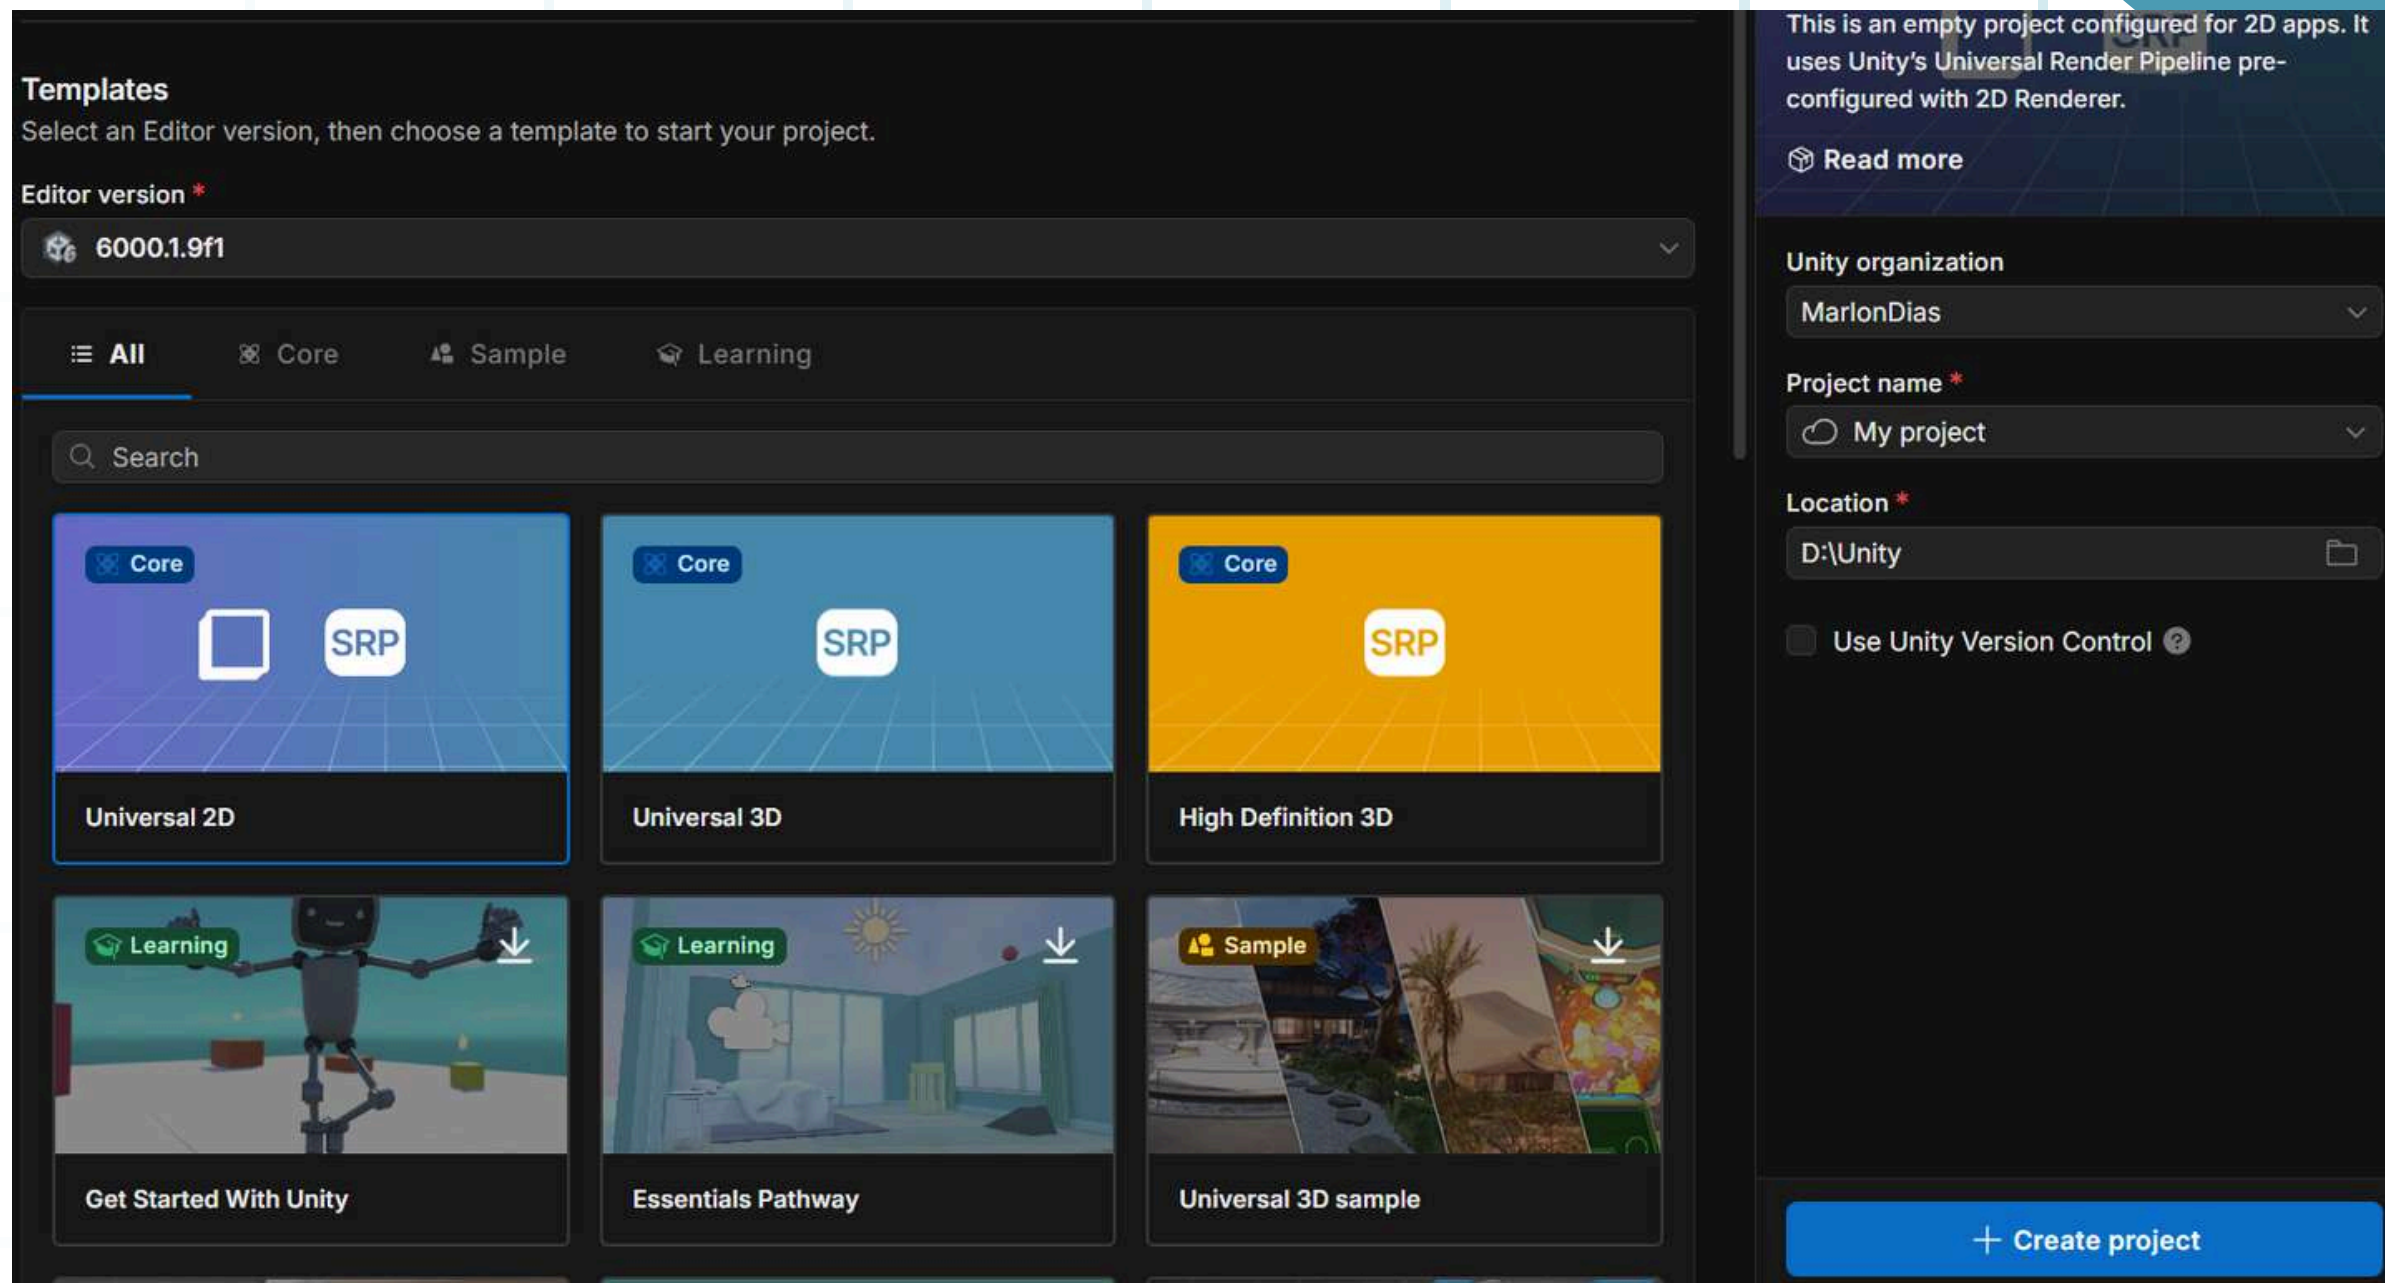 Templates
Select an Editor version, then choose a template to start your project.
Editor version *
6000.1.9f1
All
Core
Sample
Learning
Search
Core
SRP
Universal 2D
Core
SRP
Universal 3D
Core
SRP
High Definition 3D
Learning
Get Started With Unity
Learning
Essentials Pathway
Sample
Universal 3D sample
SRP
This is an empty project configured for 2D apps. It
uses Unity's Universal Render Pipeline pre-
configured with 2D Renderer.
Read more
Unity organization
MarlonDias
Project name *
My project
Location *
D:\Unity
Use Unity Version Control ?
+ Create project